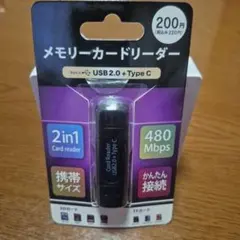 200円
(税込み220円)
メモリーカードリーダー
USB2.0+Type C
2in1
Card reader
480
Mbps
携帯
サイズ
かんたん
接続
Card Reader
USB2.0+Type C